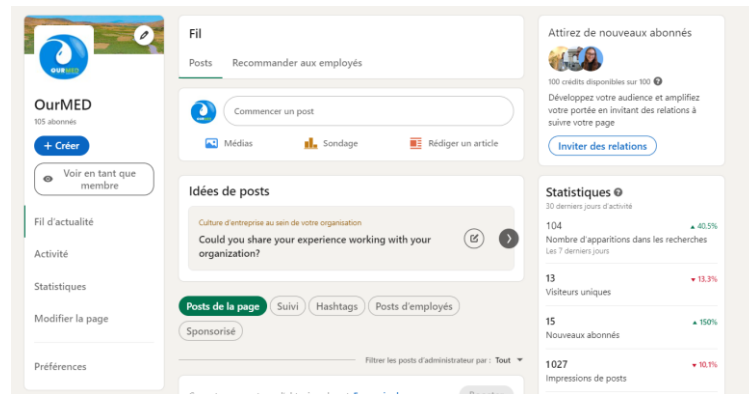 OURMED
OurMED
105 abonnés
+ Créer
Voir en tant que
membre
Fil d'actualité
Activité
Statistiques
Modifier la page
Préférences
Fil
Posts
Recommander aux employés
Commencer un post
Médias
Sondage
Rédiger un article
Idées de posts
Culture d'entreprise au sein de votre organisation
Could you share your experience working with your
organization?
Posts de la page
Suivi
Hashtags
Posts d'employés
Sponsorisé
Filtrer les posts d'administrateur par : Tout
Attirez de nouveaux abonnés
100 crédits disponibles sur 100
Développez votre audience et amplifiez
votre portée en invitant des relations à
suivre votre page
Inviter des relations
Statistiques
30 derniers jours d'activité
104
40,5%
Nombre d'apparitions dans les recherches
Les 7 derniers jours
13
13,3%
Visiteurs uniques
15
150%
Nouveaux abonnés
1 027
10,1%
Impressions de posts